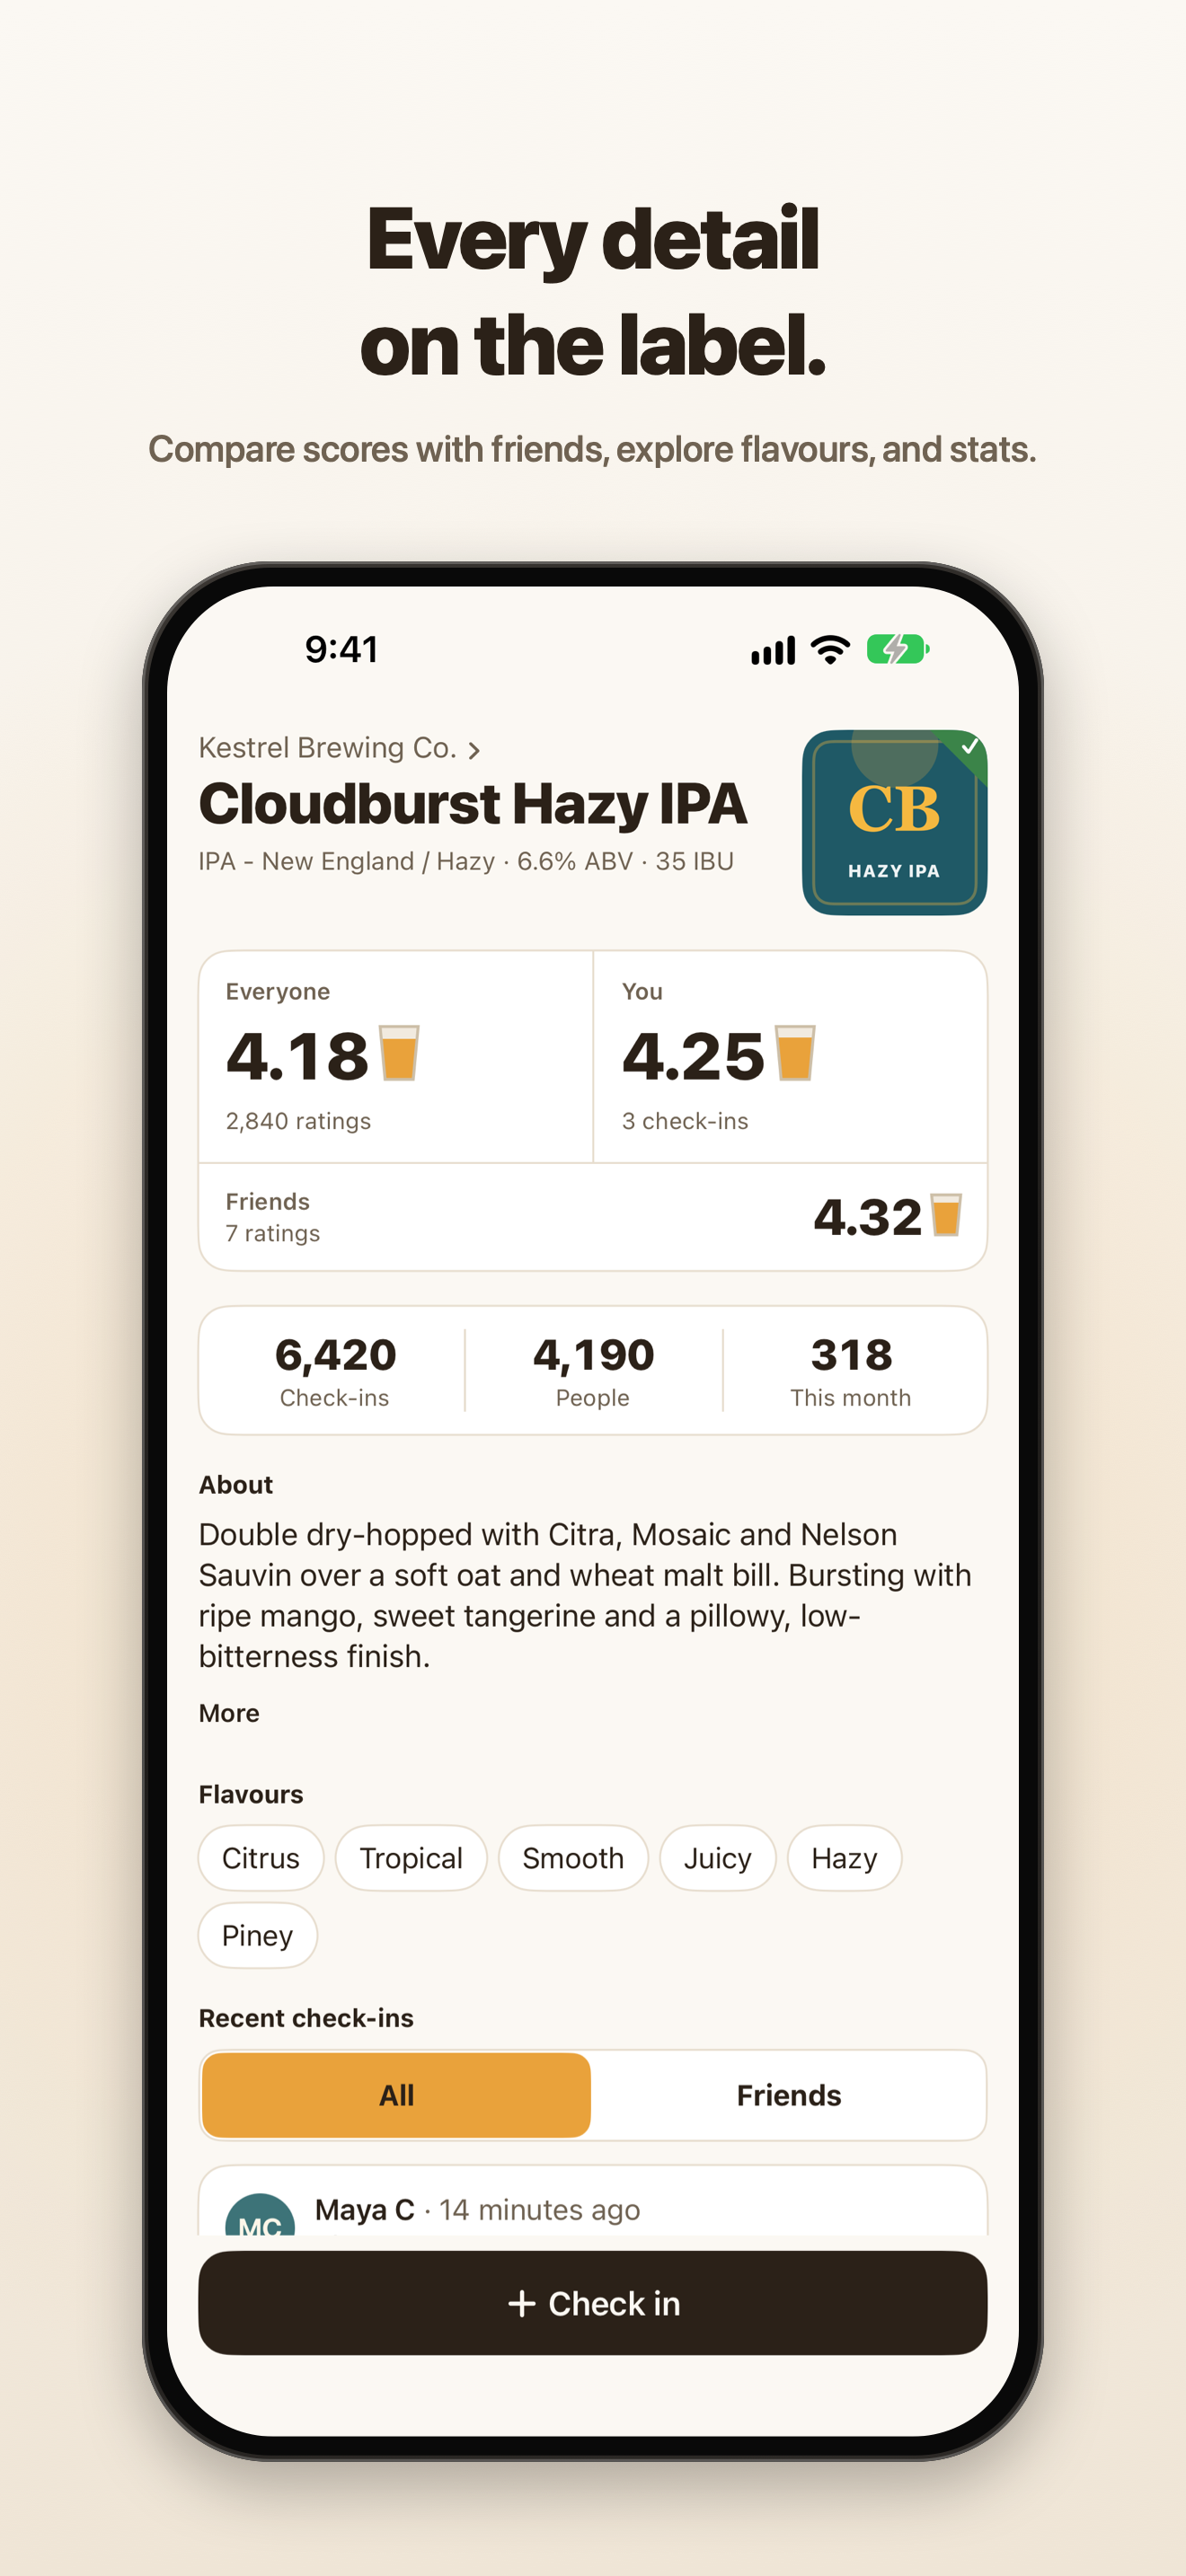 Every detail
on the label.
Compare scores with friends, explore flavours, and stats.
9:41
Kestrel Brewing Co.
Cloudburst Hazy IPA
IPA - New England / Hazy · 6.6% ABV · 35 IBU
CB
HAZY IPA
Everyone
4.18
2,840 ratings
You
4.25
3 check-ins
Friends
7 ratings
4.32
6,420
Check-ins
4,190
People
318
This month
About
Double dry-hopped with Citra, Mosaic and Nelson
Sauvin over a soft oat and wheat malt bill. Bursting with
ripe mango, sweet tangerine and a pillowy, low-
bitterness finish.
More
Flavours
Citrus
Tropical
Smooth
Juicy
Hazy
Piney
Recent check-ins
All
Friends
MC
Maya C · 14 minutes ago
+ Check in